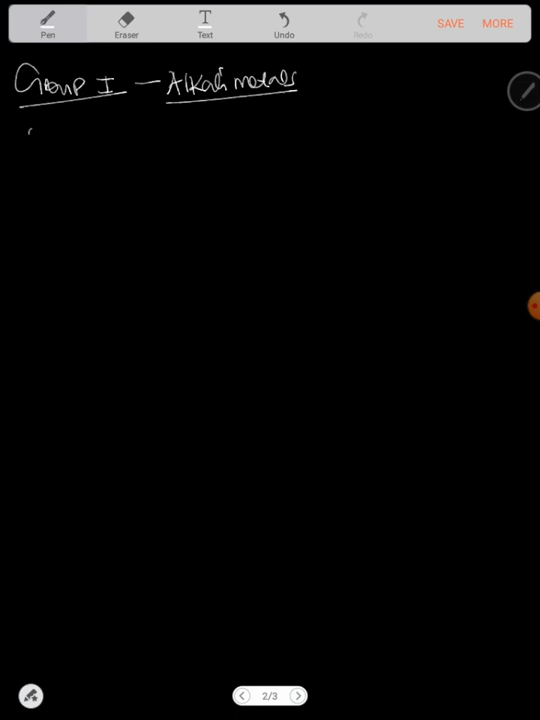 Pen Eraser Text Undo Redo SAVE MORE
Group I — Alkali metals
2/3